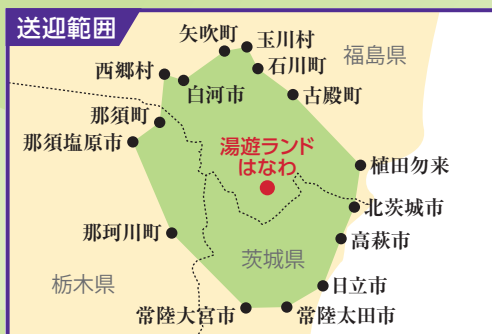 送迎範囲
矢吹町
玉川村
福島県
西郷村
石川町
白河市
古殿町
那須町
那須塩原市
湯遊ランド
はなわ
植田勿来
北茨城市
那珂川町
高萩市
茨城県
栃木県
日立市
常陸大宮市
常陸太田市